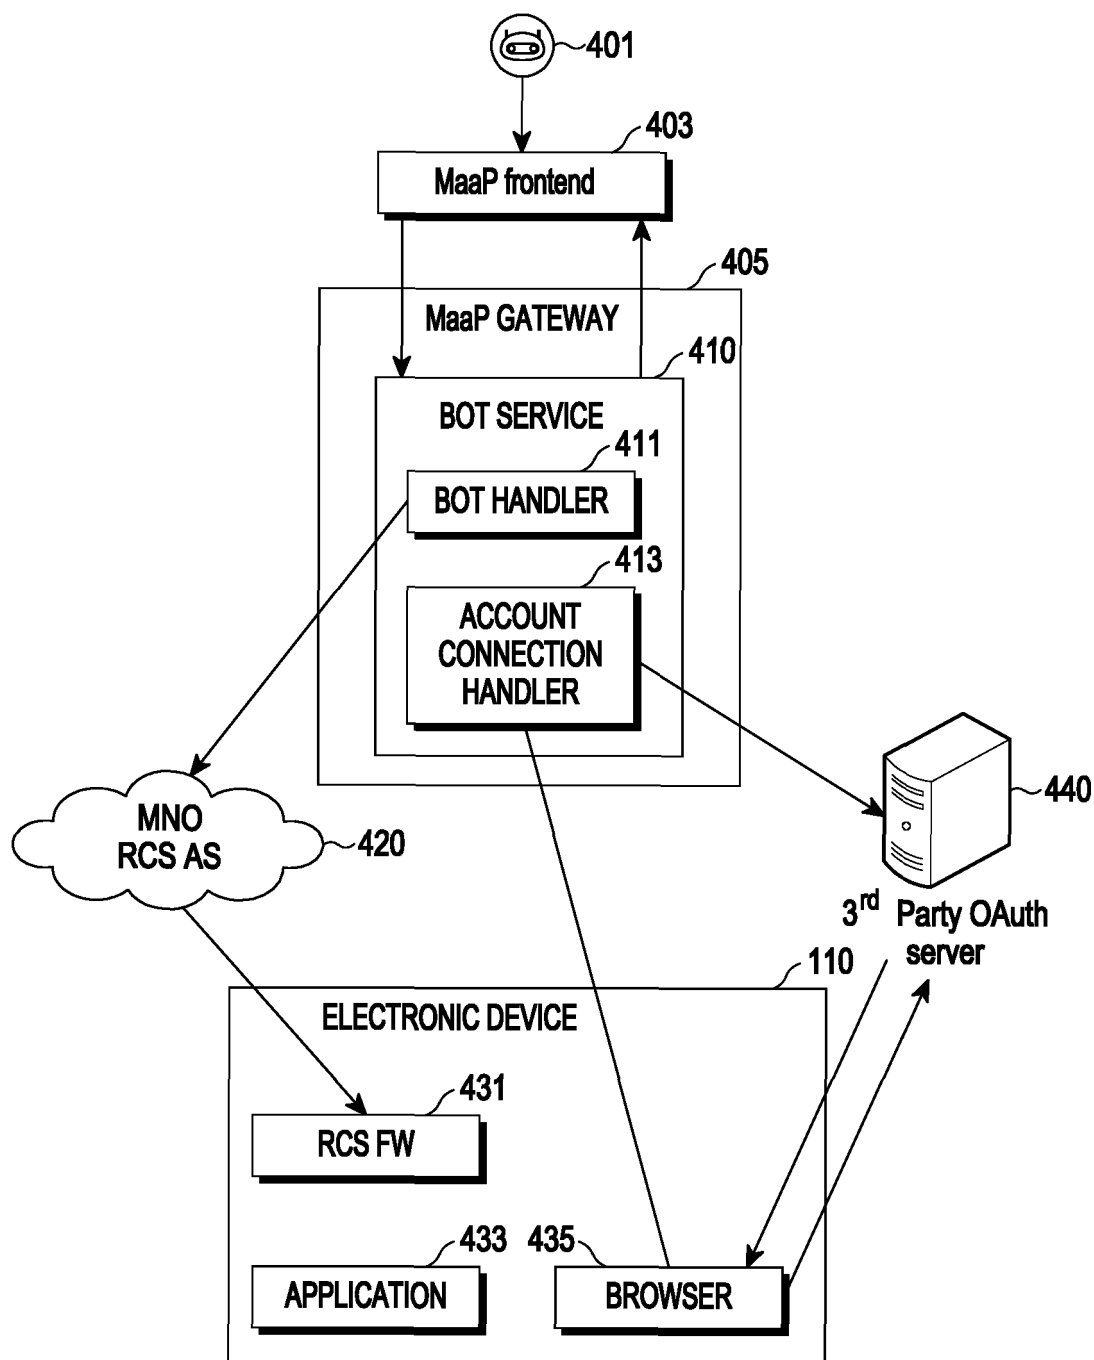 401
403
MaaP frontend
405
MaaP GATEWAY
410
BOT SERVICE
411
BOT HANDLER
413
ACCOUNT
CONNECTION
HANDLER
MNO
RCS AS
420
440
3rd Party OAuth
server
110
ELECTRONIC DEVICE
431
RCS FW
433
APPLICATION
435
BROWSER